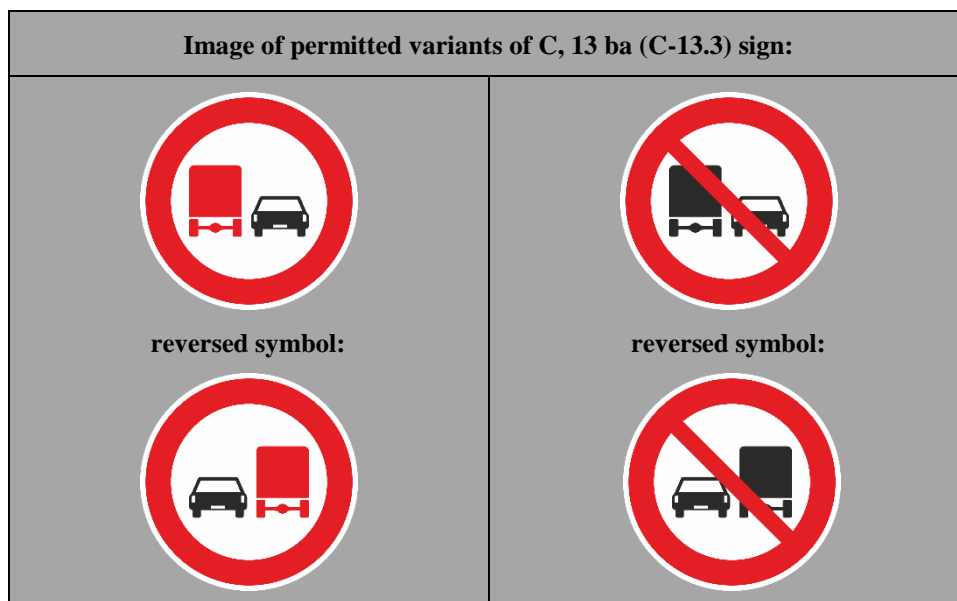 Image of permitted variants of C, 13 ba (C-13.3) sign:
reversed symbol:
reversed symbol: